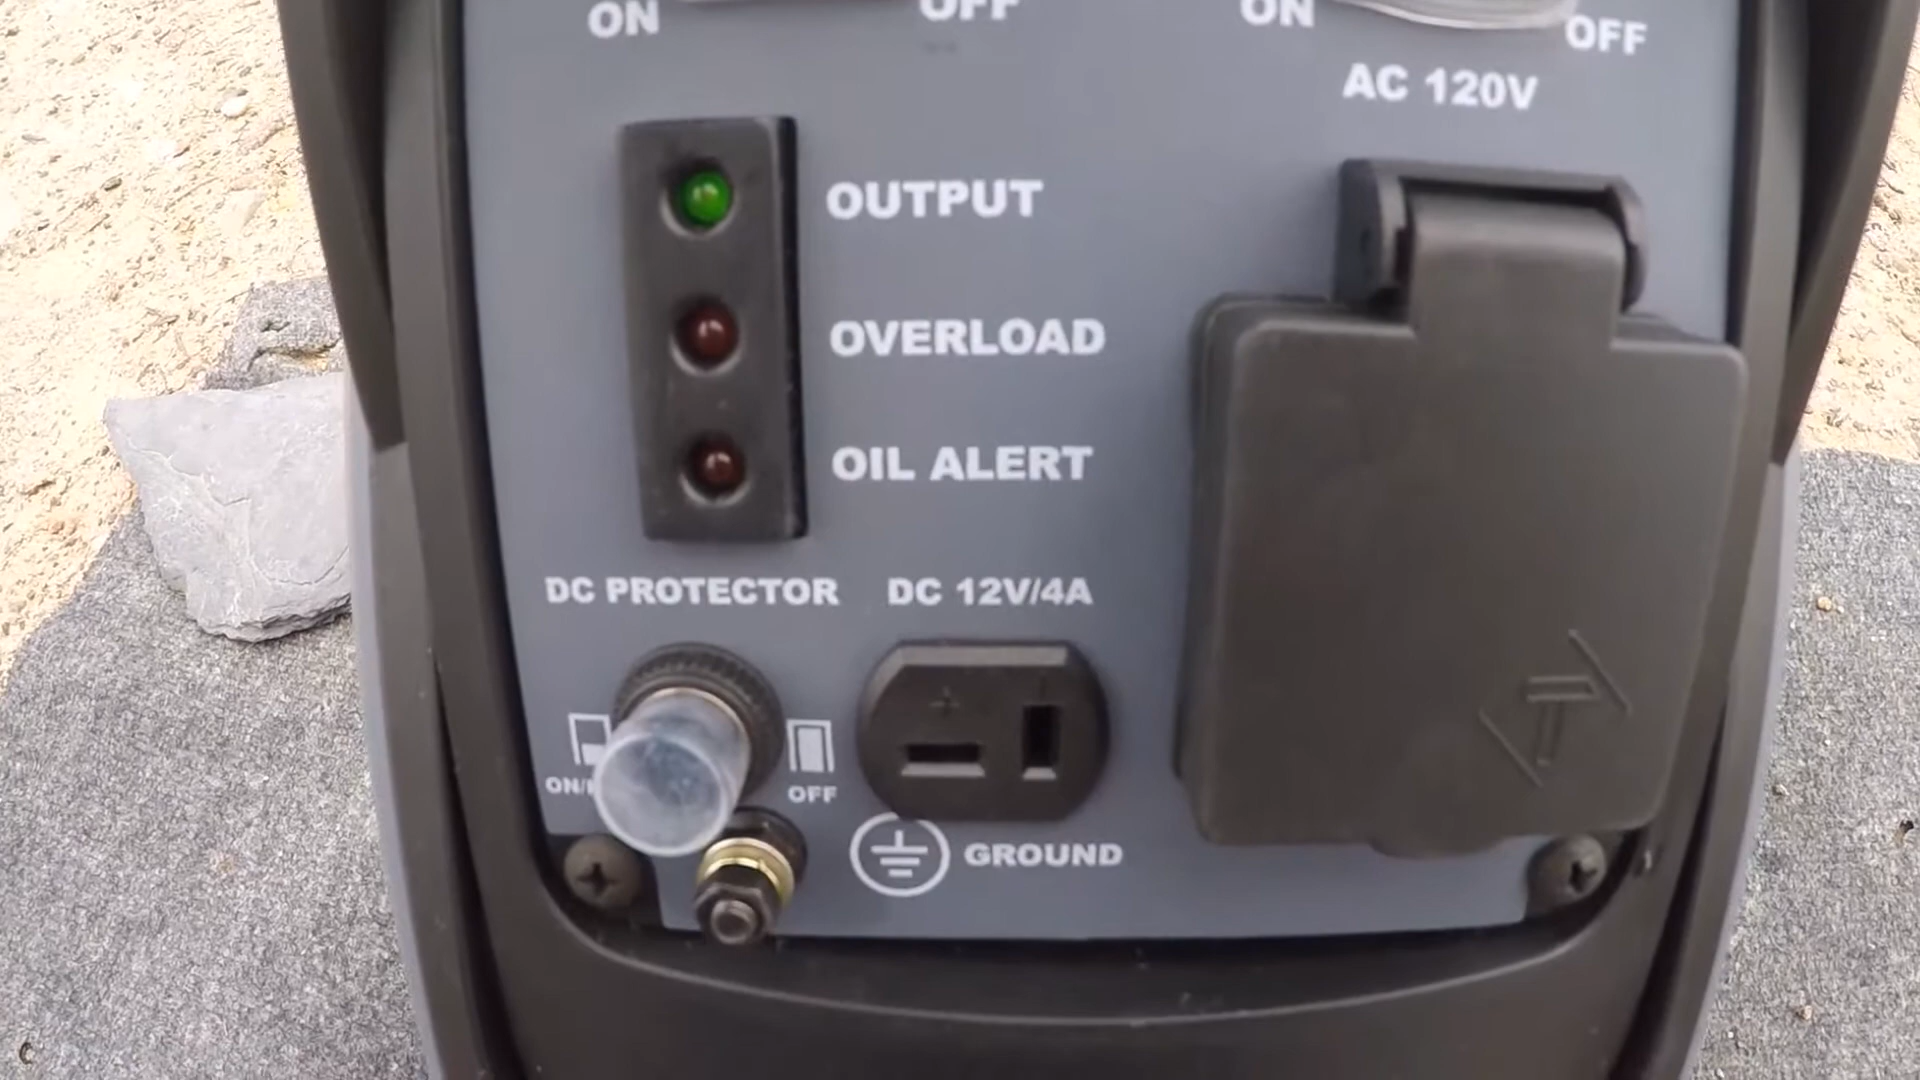 ON OFF
ON OFF
AC 120V
OUTPUT
OVERLOAD
OIL ALERT
DC PROTECTOR
DC 12V/4A
OFF
GROUND